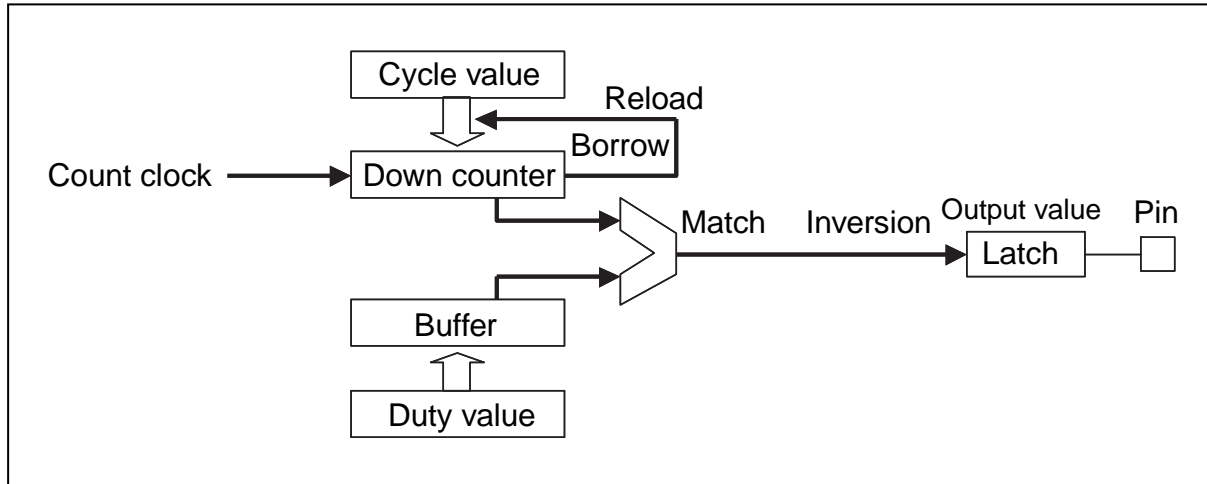 Cycle value
Reload
Borrow
Count clock
Down counter
Match
Inversion
Output value
Pin
Latch
Buffer
Duty value